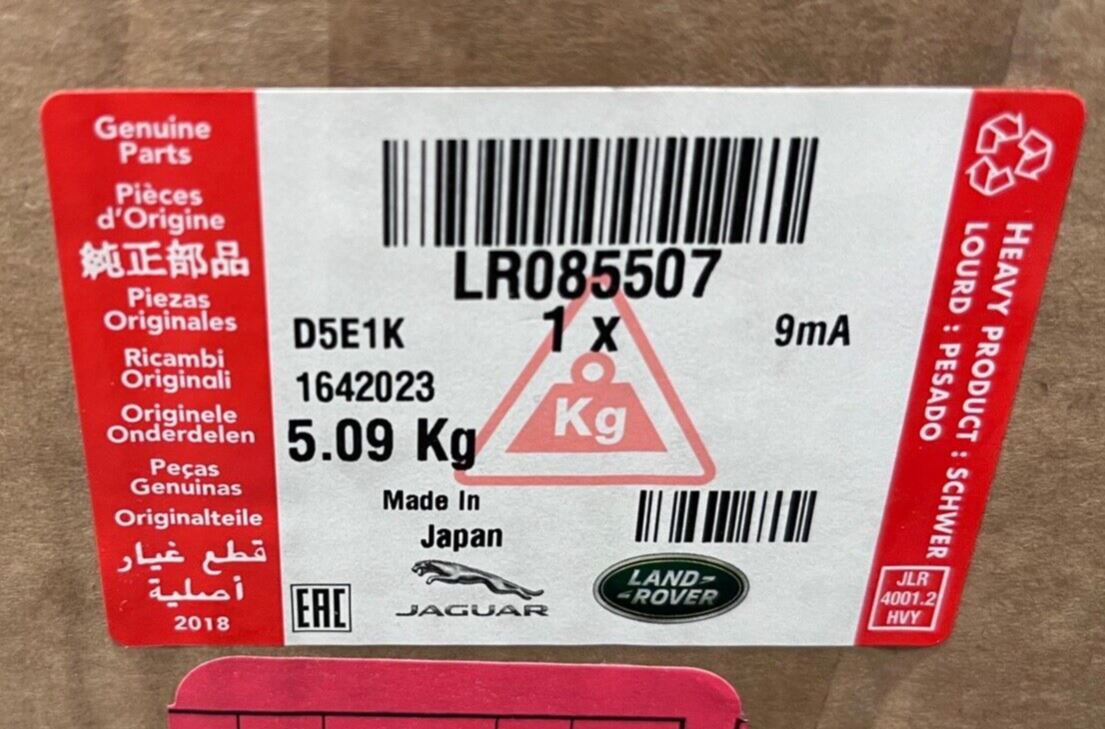 Genuine
Parts
Pièces
d'Origine
純正部品
Piezas
Originales
Ricambi
Originali
Originele
Onderdelen
Peças
Genuinas
Originalteile
قطع غيار
أصلية
2018
LR085507
D5E1K
1 x
9mA
1642023
Kg
5.09 Kg
Made In
Japan
EAC
JAGUAR
LAND-
-ROVER
HEAVY PRODUCT : SCHWER
LOURD : PESADO
JLR
4001.2
HVY